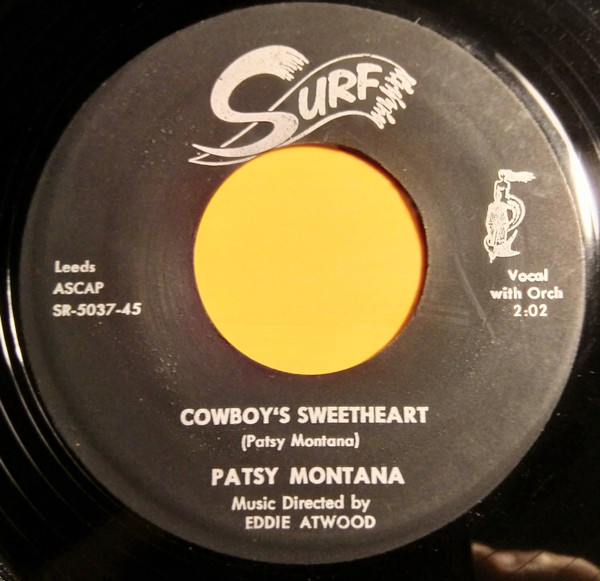 SURF
Leeds
ASCAP
SR-5037-45
Vocal
with Orch
2:02
COWBOY'S SWEETHEART
(Patsy Montana)
PATSY MONTANA
Music Directed by
EDDIE ATWOOD